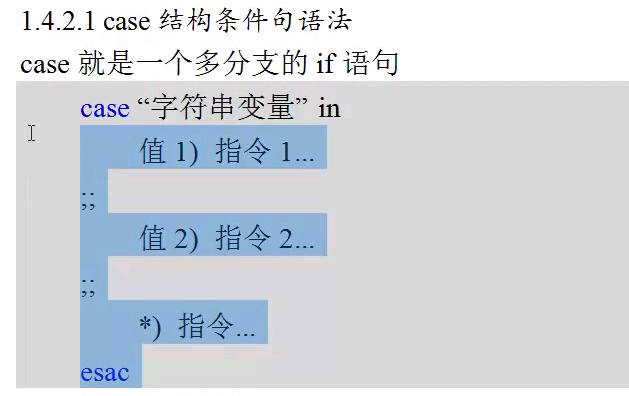 1.4.2.1 case 结构条件句语法
case 就是一个多分支的 if 语句
case “字符串变量” in
值 1) 指令 1...
;;
值 2) 指令 2...
;;
*) 指令...
esac